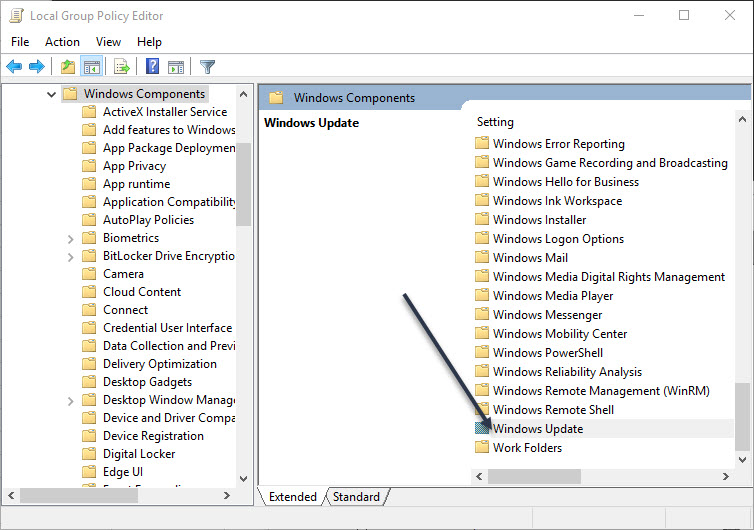 Local Group Policy Editor
File Action View Help
Windows Components
ActiveX Installer Service
Add features to Windows
App Package Deploymen
App Privacy
App runtime
Application Compatibility
AutoPlay Policies
Biometrics
BitLocker Drive Encryptio
Camera
Cloud Content
Connect
Credential User Interface
Data Collection and Previ
Delivery Optimization
Desktop Gadgets
Desktop Window Manag
Device and Driver Compa
Device Registration
Digital Locker
Edge UI
Windows Components
Windows Update
Setting
Windows Error Reporting
Windows Game Recording and Broadcasting
Windows Hello for Business
Windows Ink Workspace
Windows Installer
Windows Logon Options
Windows Mail
Windows Media Digital Rights Management
Windows Media Player
Windows Messenger
Windows Mobility Center
Windows PowerShell
Windows Reliability Analysis
Windows Remote Management (WinRM)
Windows Remote Shell
Windows Update
Work Folders
Extended Standard